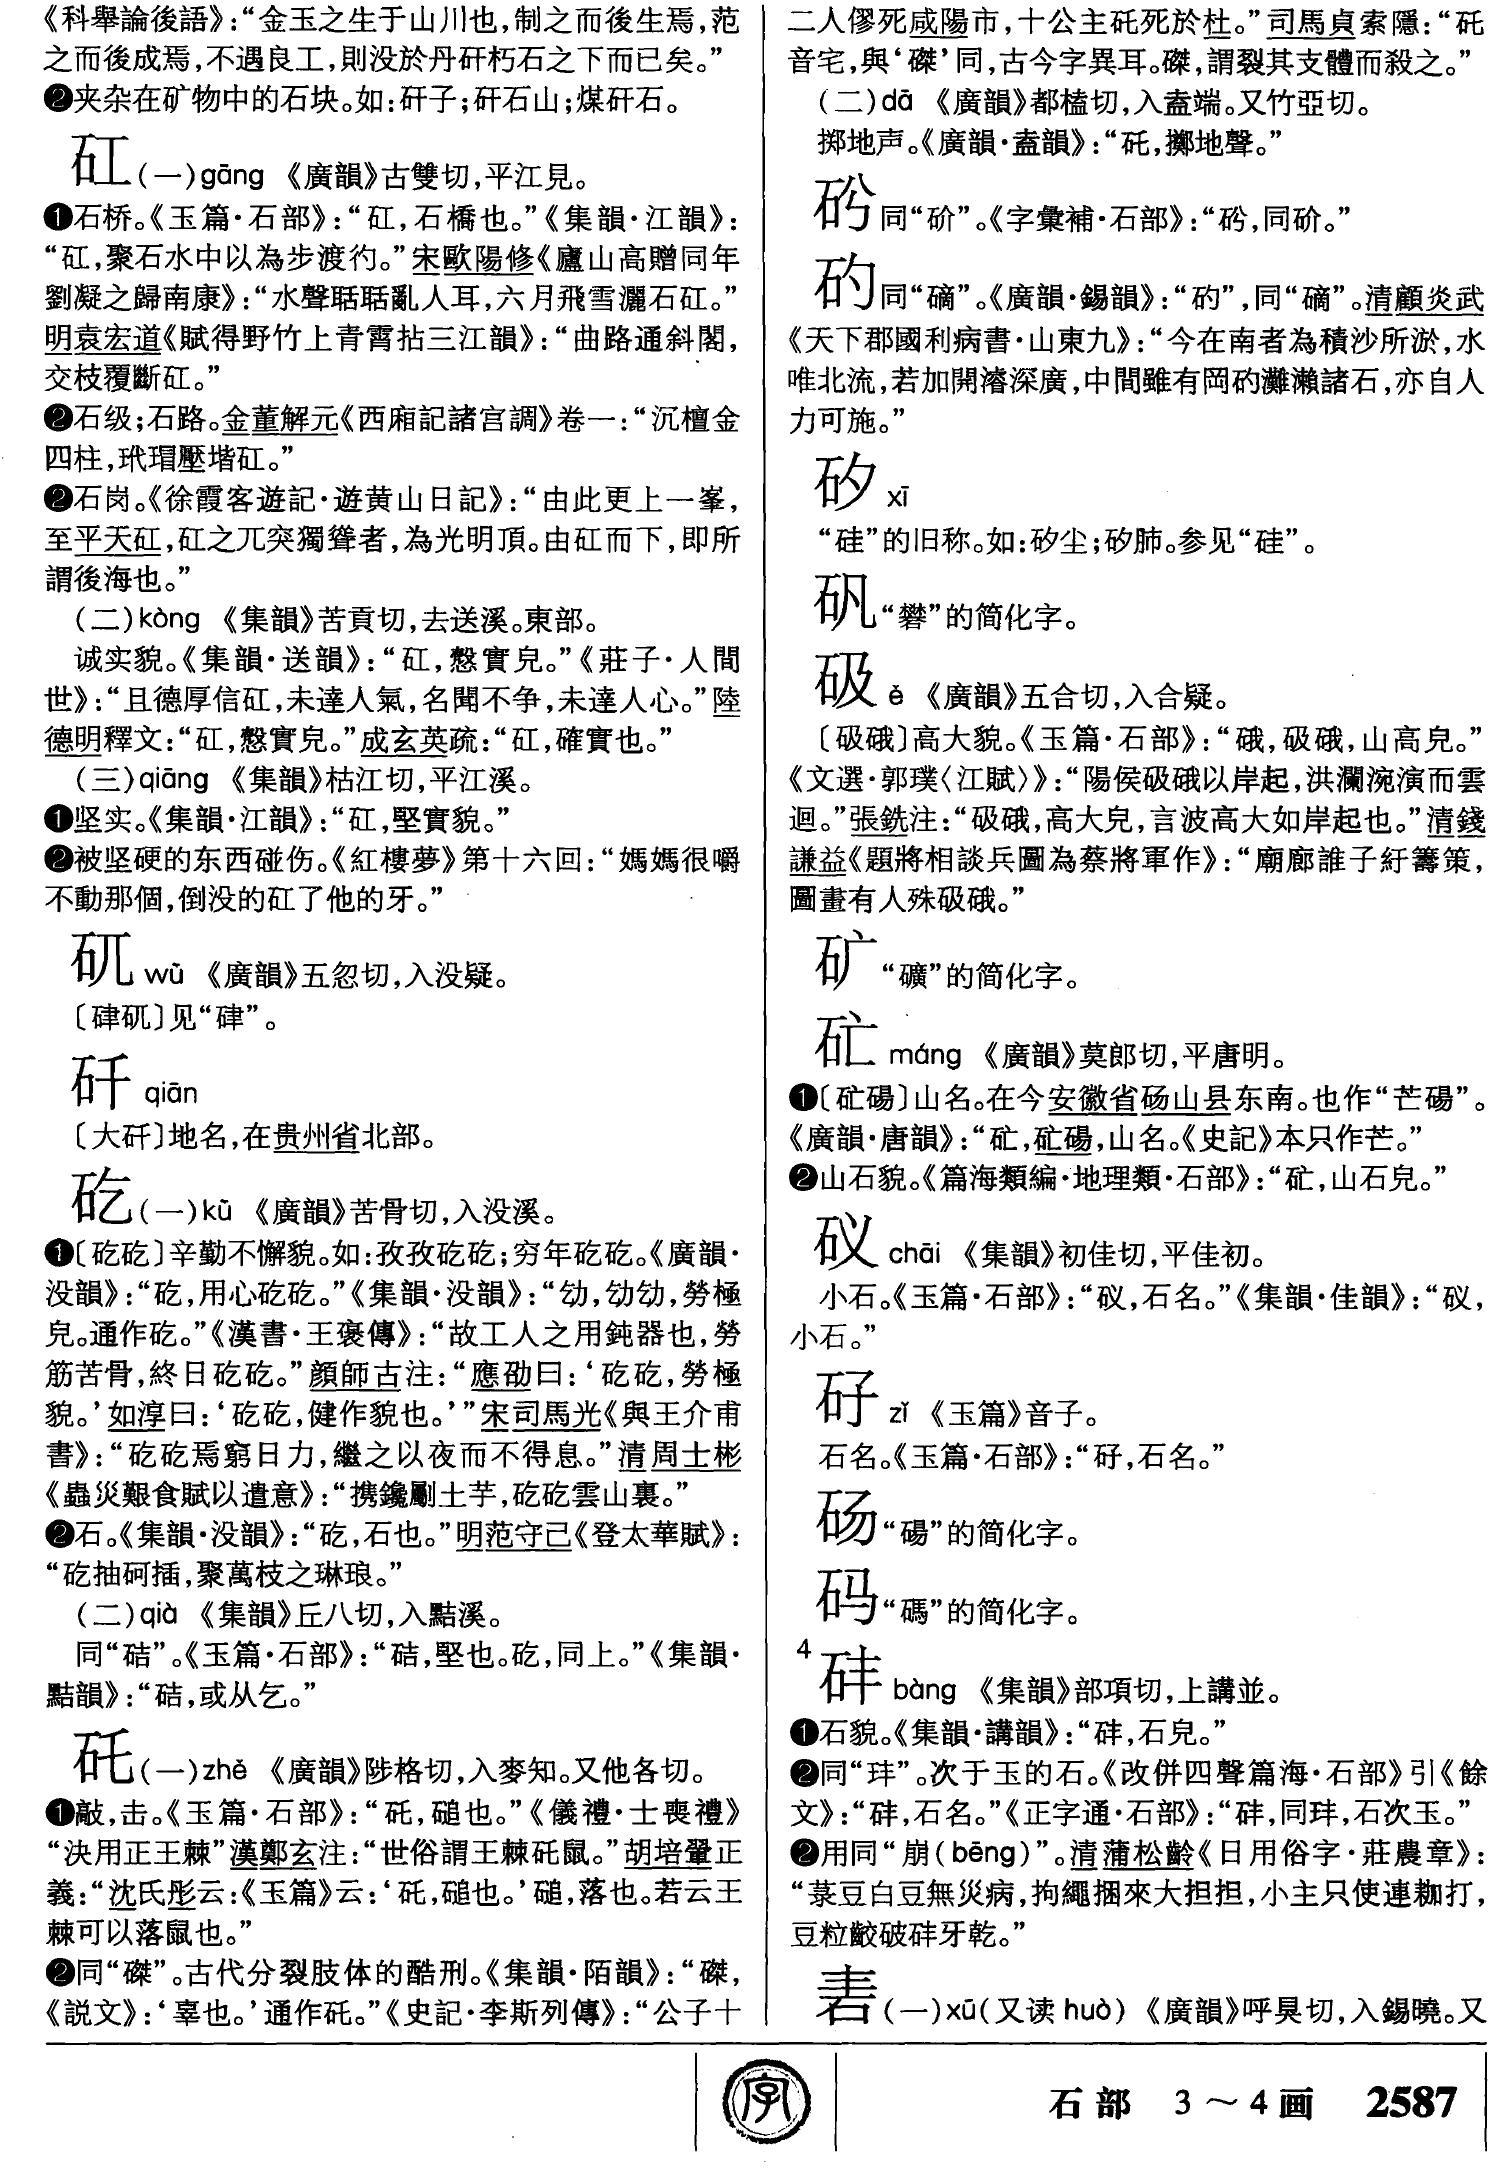 《科舉論後語》：“金玉之生于山川也，制之而後生焉，范
之而後成焉，不遇良工，則没於丹矸朽石之下而已矣。”
❷夹杂在矿物中的石块。如：矸子；矸石山；煤矸石。
矼(一)gāng 《廣韻》古雙切，平江見。
❶石桥。《玉篇·石部》：“矼，石橋也。”《集韻·江韻》：
“矼，聚石水中以為步渡彴。”宋歐陽修《廬山高贈同年
劉凝之歸南康》：“水聲聒聒亂人耳，六月飛雪灑石矼。”
明袁宏道《賦得野竹上青霄拈三江韻》：“曲路通斜閣，
交枝覆斷矼。”
❷石级；石路。金董解元《西廂記諸宫調》卷一：“沉檀金
四柱，玳瑁壓堦矼。”
❷石岗。《徐霞客遊記·遊黄山日記》：“由此更上一峯，
至平天矼，矼之兀突獨聳者，為光明頂。由矼而下，即所
謂後海也。”
(二)kòng 《集韻》苦貢切，去送溪。東部。
诚实貌。《集韻·送韻》：“矼，慤實皃。”《莊子·人間
世》：“且德厚信矼，未達人氣，名聞不争，未達人心。”陸
德明釋文：“矼，慤實皃。”成玄英疏：“矼，確實也。”
(三)qiāng 《集韻》枯江切，平江溪。
❶坚实。《集韻·江韻》：“矼，堅實貌。”
❷被坚硬的东西碰伤。《紅樓夢》第十六回：“媽媽很嚼
不動那個，倒没的矼了他的牙。”
矹 wù 《廣韻》五忽切，入没疑。
〔硉矹〕见“硉”。
矸 qiān
〔大矸〕地名，在贵州省北部。
矻(一)kū 《廣韻》苦骨切，入没溪。
❶〔矻矻〕辛勤不懈貌。如：孜孜矻矻；穷年矻矻。《廣韻·
没韻》：“矻，用心矻矻。”《集韻·没韻》：“㔙，㔙㔙，勞極
皃。通作矻。”《漢書·王褒傳》：“故工人之用鈍器也，勞
筋苦骨，終日矻矻。”顔師古注：“應劭曰：‘矻矻，勞極
貌。’如淳曰：‘矻矻，健作貌也。’”宋司馬光《與王介甫
書》：“矻矻焉窮日力，繼之以夜而不得息。”清周士彬
《蟲災艱食賦以遣意》：“携鑱劚土芋，矻矻雲山裏。”
❷石。《集韻·没韻》：“矻，石也。”明范守己《登太華賦》：
“矻抽砢插，聚萬枝之琳琅。”
(二)qià 《集韻》丘八切，入黠溪。
同“硈”。《玉篇·石部》：“硈，堅也。矻，同上。”《集韻·
黠韻》：“硈，或从乞。”
矺(一)zhé 《廣韻》陟格切，入麥知。又他各切。
❶敲，击。《玉篇·石部》：“矺，磓也。”《儀禮·士喪禮》
“決用正王棘”漢鄭玄注：“世俗謂王棘矺鼠。”胡培翬正
義：“沈氏彤云：《玉篇》云：‘矺，磓也。’磓，落也。若云王
棘可以落鼠也。”
❷同“磔”。古代分裂肢体的酷刑。《集韻·陌韻》：“磔，
《説文》：‘辜也。’通作矺。”《史記·李斯列傳》：“公子十
二人僇死咸陽市，十公主矺死於杜。”司馬貞索隱：“矺
音宅，與‘磔’同，古今字異耳。磔，謂裂其支體而殺之。”
(二)dā 《廣韻》都榼切，入盍端。又竹亞切。
掷地声。《廣韻·盍韻》：“矺，擲地聲。”
同“砎”。《字彙補·石部》：
石勺同“磭”。《廣韻·錫韻》：清顧炎武
《天下郡國利病書·山東九》：“今在南者為積沙所淤，水
唯北流，若加開濬深廣，中間雖有岡灘瀨諸石，亦自人
力可施。”
矽 xī
“硅”的旧称。如：矽尘；矽肺。参见“硅”。
矾“礬”的简化字。
砐 è 《廣韻》五合切，入合疑。
〔砐硪〕高大貌。《玉篇·石部》：“硪，砐硪，山高皃。”
《文選·郭璞〈江賦〉》：“陽侯砐硪以岸起，洪瀾涴演而雲
迴。”張銑注：“砐硪，高大皃，言波高大如岸起也。”清錢
謙益《題將相談兵圖為蔡將軍作》：“廟廊誰子紆籌策，
圖畫有人殊砐硪。”
矿 “礦”的简化字。
硭 máng 《廣韻》莫郎切，平唐明。
❶〔硭碭〕山名。在今安徽省砀山县东南。也作“芒碭”。
《廣韻·唐韻》：“硭，硭碭，山名。《史記》本只作芒。”
❷山石貌。《篇海類編·地理類·石部》：“硭，山石皃。”
chāi 《集韻》初佳切，平佳初。
小石。《玉篇·石部》：“石名。”《集韻·佳韻》：
小石。”
矷 zǐ 《玉篇》音子。
石名。《玉篇·石部》：“矷，石名。”
砀“碭”的简化字。
码“碼”的简化字。
4
砗 bàng 《集韻》部項切，上講並。
❶石貌。《集韻·講韻》：“石皃。”
❷同“玤”。次于玉的石。《改併四聲篇海·石部》引《餘
文》：“石名。”《正字通·石部》：“同玤，石次玉。”
❷用同“崩(bēng)”。清蒲松齡《日用俗字·莊農章》：
“菉豆白豆無災病，拘繩捆來大担担，小主只使連枷打，
豆粒齩破牙乾。”
砉(一)xū(又读huò) 《廣韻》呼狊切，入錫曉。又
字
石部 3～4画 2587